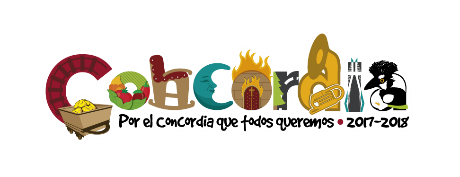 Concordia
Por el Concordia que todos queremos • 2017-2018